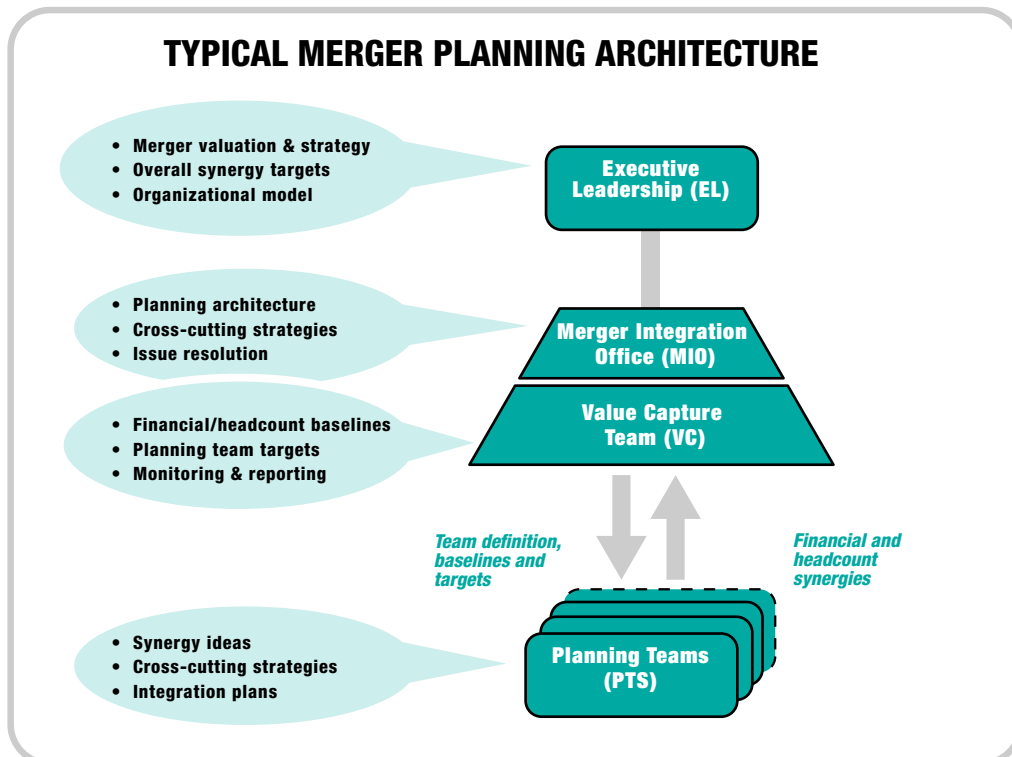 TYPICAL MERGER PLANNING ARCHITECTURE
• Merger valuation & strategy
• Overall synergy targets
• Organizational model
Executive
Leadership (EL)
• Planning architecture
• Cross-cutting strategies
• Issue resolution
Merger Integration
Office (MIO)
• Financial/headcount baselines
• Planning team targets
• Monitoring & reporting
Value Capture
Team (VC)
Team definition,
baselines and
targets
Financial and
headcount
synergies
• Synergy ideas
• Cross-cutting strategies
• Integration plans
Planning Teams
(PTS)